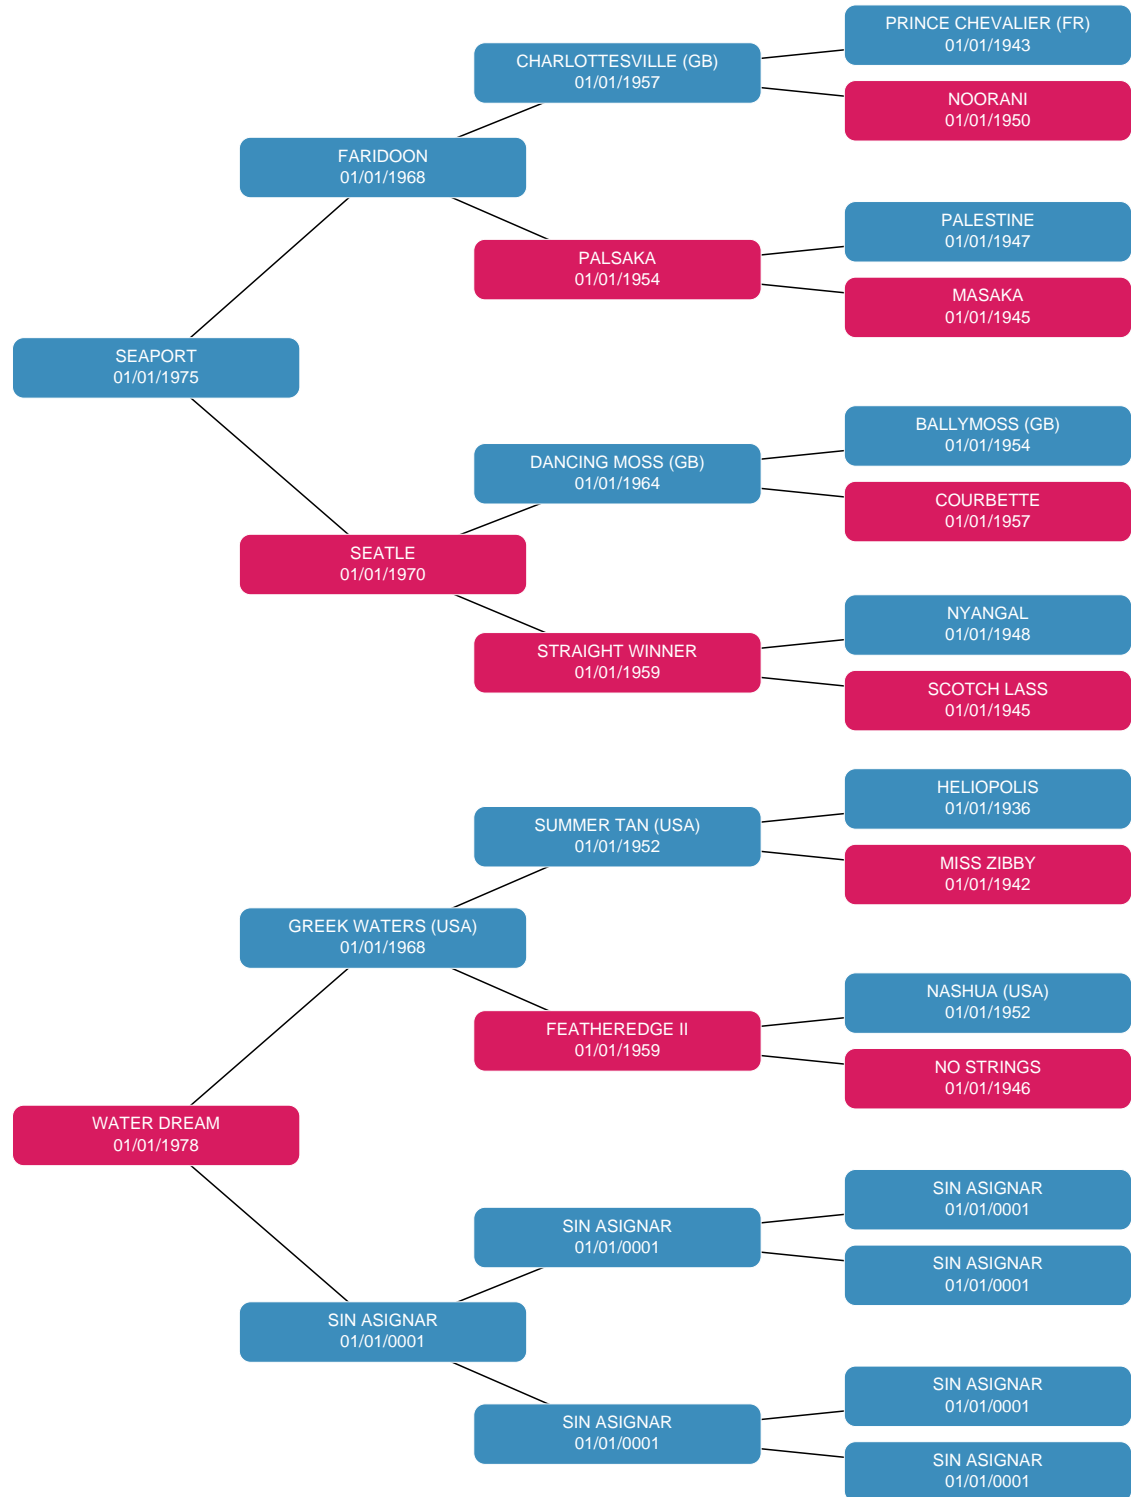 PRINCE CHEVALIER (FR)
01/01/1943
CHARLOTTESVILLE (GB)
01/01/1957
NOORANI
01/01/1950
FARIDOON
01/01/1968
PALESTINE
01/01/1947
PALSAKA
01/01/1954
MASAKA
01/01/1945
SEAPORT
01/01/1975
BALLYMOSS (GB)
01/01/1954
DANCING MOSS (GB)
01/01/1964
COURBETTE
01/01/1957
SEATLE
01/01/1970
NYANGAL
01/01/1948
STRAIGHT WINNER
01/01/1959
SCOTCH LASS
01/01/1945
HELIOPOLIS
01/01/1936
SUMMER TAN (USA)
01/01/1952
MISS ZIBBY
01/01/1942
GREEK WATERS (USA)
01/01/1968
NASHUA (USA)
01/01/1952
FEATHEREDGE II
01/01/1959
NO STRINGS
01/01/1946
WATER DREAM
01/01/1978
SIN ASIGNAR
01/01/0001
SIN ASIGNAR
01/01/0001
SIN ASIGNAR
01/01/0001
SIN ASIGNAR
01/01/0001
SIN ASIGNAR
01/01/0001
SIN ASIGNAR
01/01/0001
SIN ASIGNAR
01/01/0001